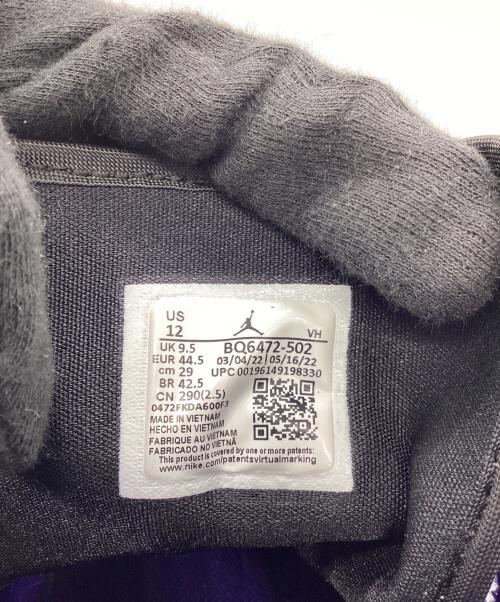 US
12
VH
UK 9.5
BQ6472-502
EUR 44.5
03/04/22 | 05/16/22
cm 29
UPC 00196149198330
BR 42.5
CN 290(2.5)
0472FKDA600F3
MADE IN VIETNAM
HECHO EN VIETNAM
FABRIQUE AU VIETNAM
FABRICADO NO VIETNÃ
This product is covered by one or more patents:
www.nike.com/patentsvirtualmarking